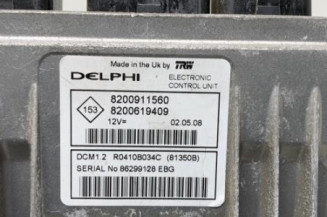 Made in the Uk by TRW
DELPHI ELECTRONIC CONTROL UNIT
8200911560
153 8200619409
12V= 02.05.08
DCM1.2 R0410B034C (81350B)
SERIAL No 86299128 EBG